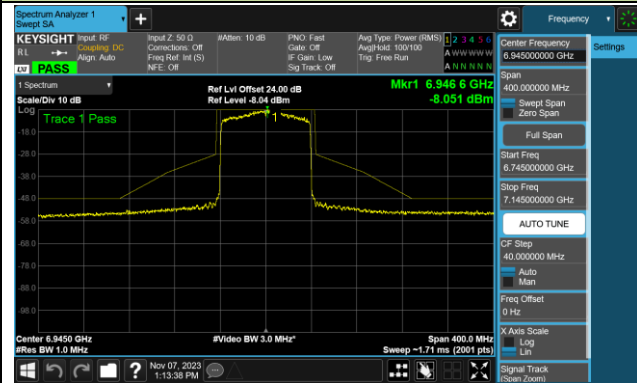 Spectrum Analyzer 1
Swept SA
Frequency
KEYSIGHT
RL
LXI
PASS
Input: RF
Coupling: DC
Align: Auto
Input Z: 50 Ω
Corrections: Off
Freq Ref: Int (S)
NFE: Off
#Atten: 10 dB
PNO: Fast
Gate: Off
IF Gain: Low
Sig Track: Off
Avg Type: Power (RMS)
Avg|Hold: 100/100
Trig: Free Run
1 2 3 4 5 6
A W W W W W
A N N N N N
Center Frequency
6.945000000 GHz
Settings
Span
400.000000 MHz
Swept Span
Zero Span
Full Span
Start Freq
6.745000000 GHz
Stop Freq
7.145000000 GHz
AUTO TUNE
CF Step
40.000000 MHz
Auto
Man
Freq Offset
0 Hz
X Axis Scale
Log
Lin
Signal Track
(Span Zoom)
1 Spectrum
Scale/Div 10 dB
Ref Lvl Offset 24.00 dB
Ref Level -8.04 dBm
Mkr1 6.946 6 GHz
-8.051 dBm
Log
Trace 1 Pass
1
-18.0
-28.0
-38.0
-48.0
-58.0
-68.0
-78.0
-88.0
-98.0
Center 6.9450 GHz
#Res BW 1.0 MHz
#Video BW 3.0 MHz*
Span 400.0 MHz
Sweep ~1.71 ms (2001 pts)
?
Nov 07, 2023
1:13:38 PM